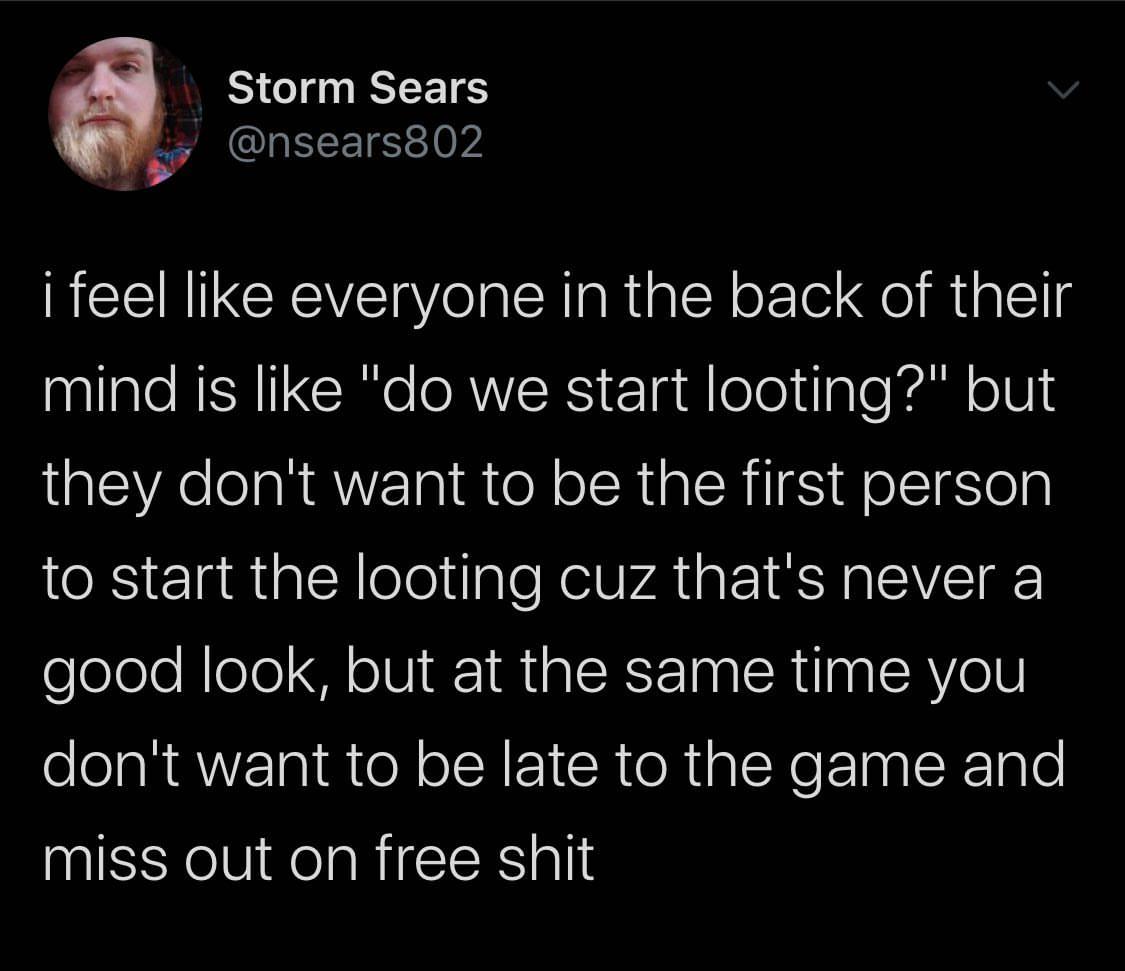 Storm Sears
@nsears802
i feel like everyone in the back of their
mind is like "do we start looting?" but
they don't want to be the first person
to start the looting cuz that's never a
good look, but at the same time you
don't want to be late to the game and
miss out on free shit